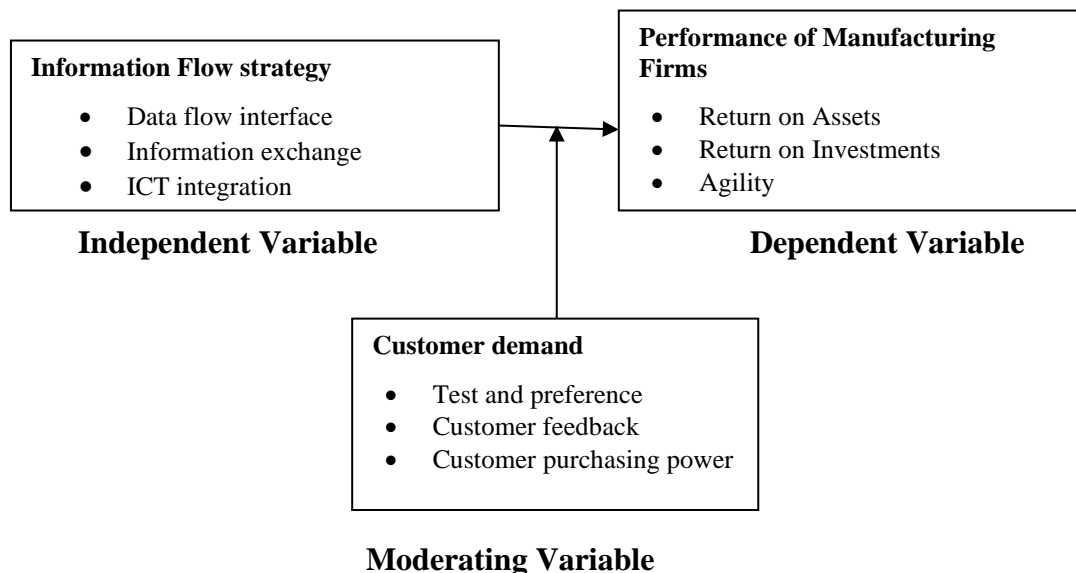 Information Flow strategy
• Data flow interface
• Information exchange
• ICT integration
Independent Variable
Performance of Manufacturing
Firms
• Return on Assets
• Return on Investments
• Agility
Dependent Variable
Customer demand
• Test and preference
• Customer feedback
• Customer purchasing power
Moderating Variable